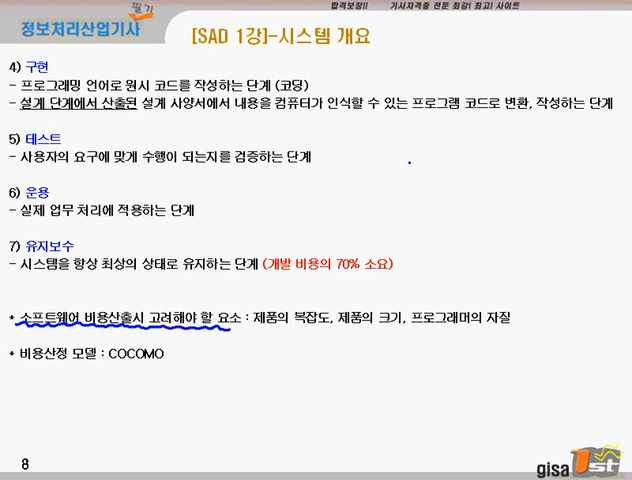 합격보장!! 기사자격증 전문 최강! 최고! 사이트
필기
정보처리산업기사
[SAD 1강]-시스템 개요
4) 구현
- 프로그래밍 언어로 원시 코드를 작성하는 단계 (코딩)
- 설계 단계에서 산출된 설계 사양서에서 내용을 컴퓨터가 인식할 수 있는 프로그램 코드로 변환, 작성하는 단계
5) 테스트
- 사용자의 요구에 맞게 수행이 되는지를 검증하는 단계
6) 운용
- 실제 업무 처리에 적용하는 단계
7) 유지보수
- 시스템을 항상 최상의 상태로 유지하는 단계 (개발 비용의 70% 소요)
* 소프트웨어 비용산출시 고려해야 할 요소 : 제품의 복잡도, 제품의 크기, 프로그래머의 자질
* 비용산정 모델 : COCOMO
8
gisa 1st